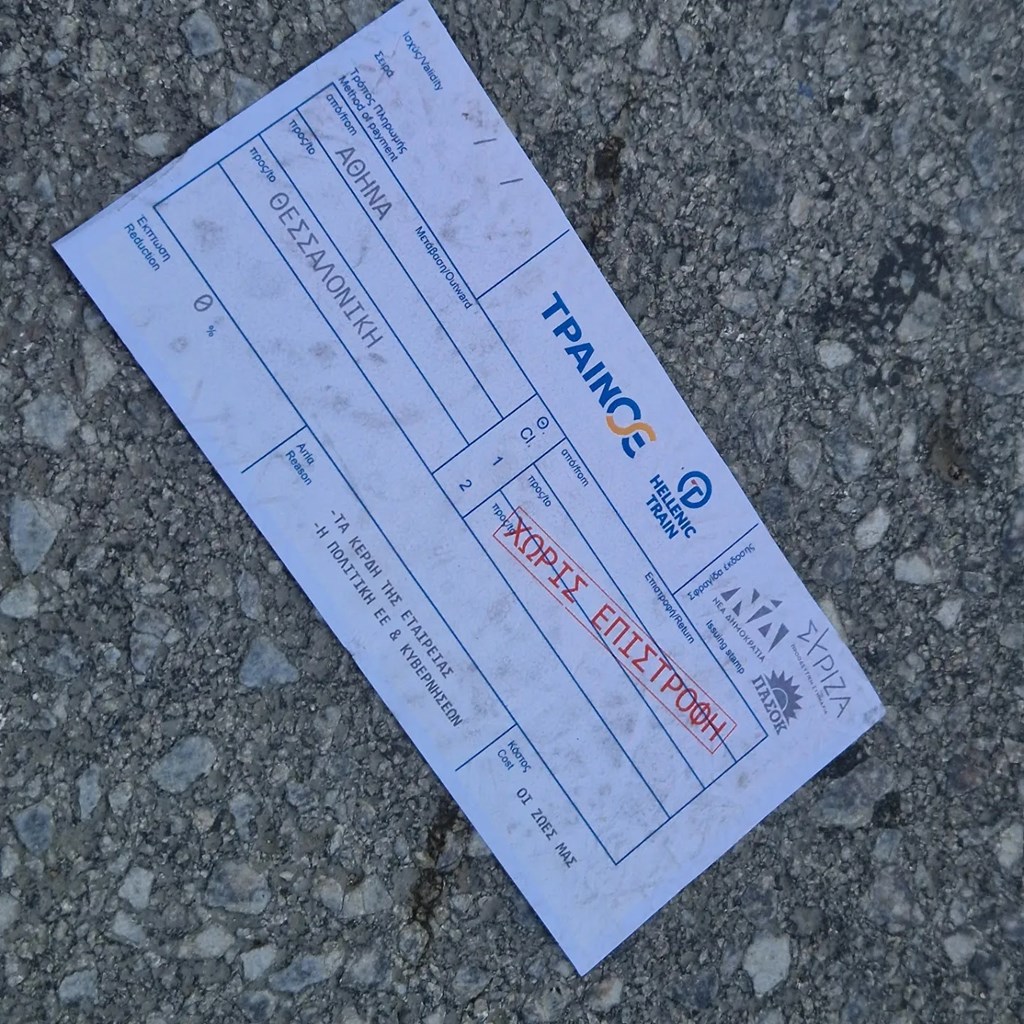 ΤΡΑΙΝΟΣΕ
HELLENIC
TRAIN
Ισχύς/Validity
/ /
Σειρά
Τρόπος Πληρωμής
Method of payment
Σφραγίδα έκδοσης
Issuing stamp
ΝΔ
ΝΕΑ ΔΗΜΟΚΡΑΤΙΑ
ΣΥΡΙΖΑ
ΠΑΣΟΚ
Μετάβαση/Outward
Θ.
Cl.
Επιστροφή/Return
από/from
ΑΘΗΝΑ
1
από/from
προς/to
2
προς/to
προς/to
ΘΕΣΣΑΛΟΝΙΚΗ
προς/to
ΧΩΡΙΣ ΕΠΙΣΤΡΟΦΗ
Έκπτωση
Reduction
0 %
Αιτία
Reason
-ΤΑ ΚΕΡΔΗ ΤΗΣ ΕΤΑΙΡΕΙΑΣ
-Η ΠΟΛΙΤΙΚΗ ΕΕ & ΚΥΒΕΡΝΗΣΕΩΝ
Κόστος
Cost
ΟΙ ΖΩΕΣ ΜΑΣ